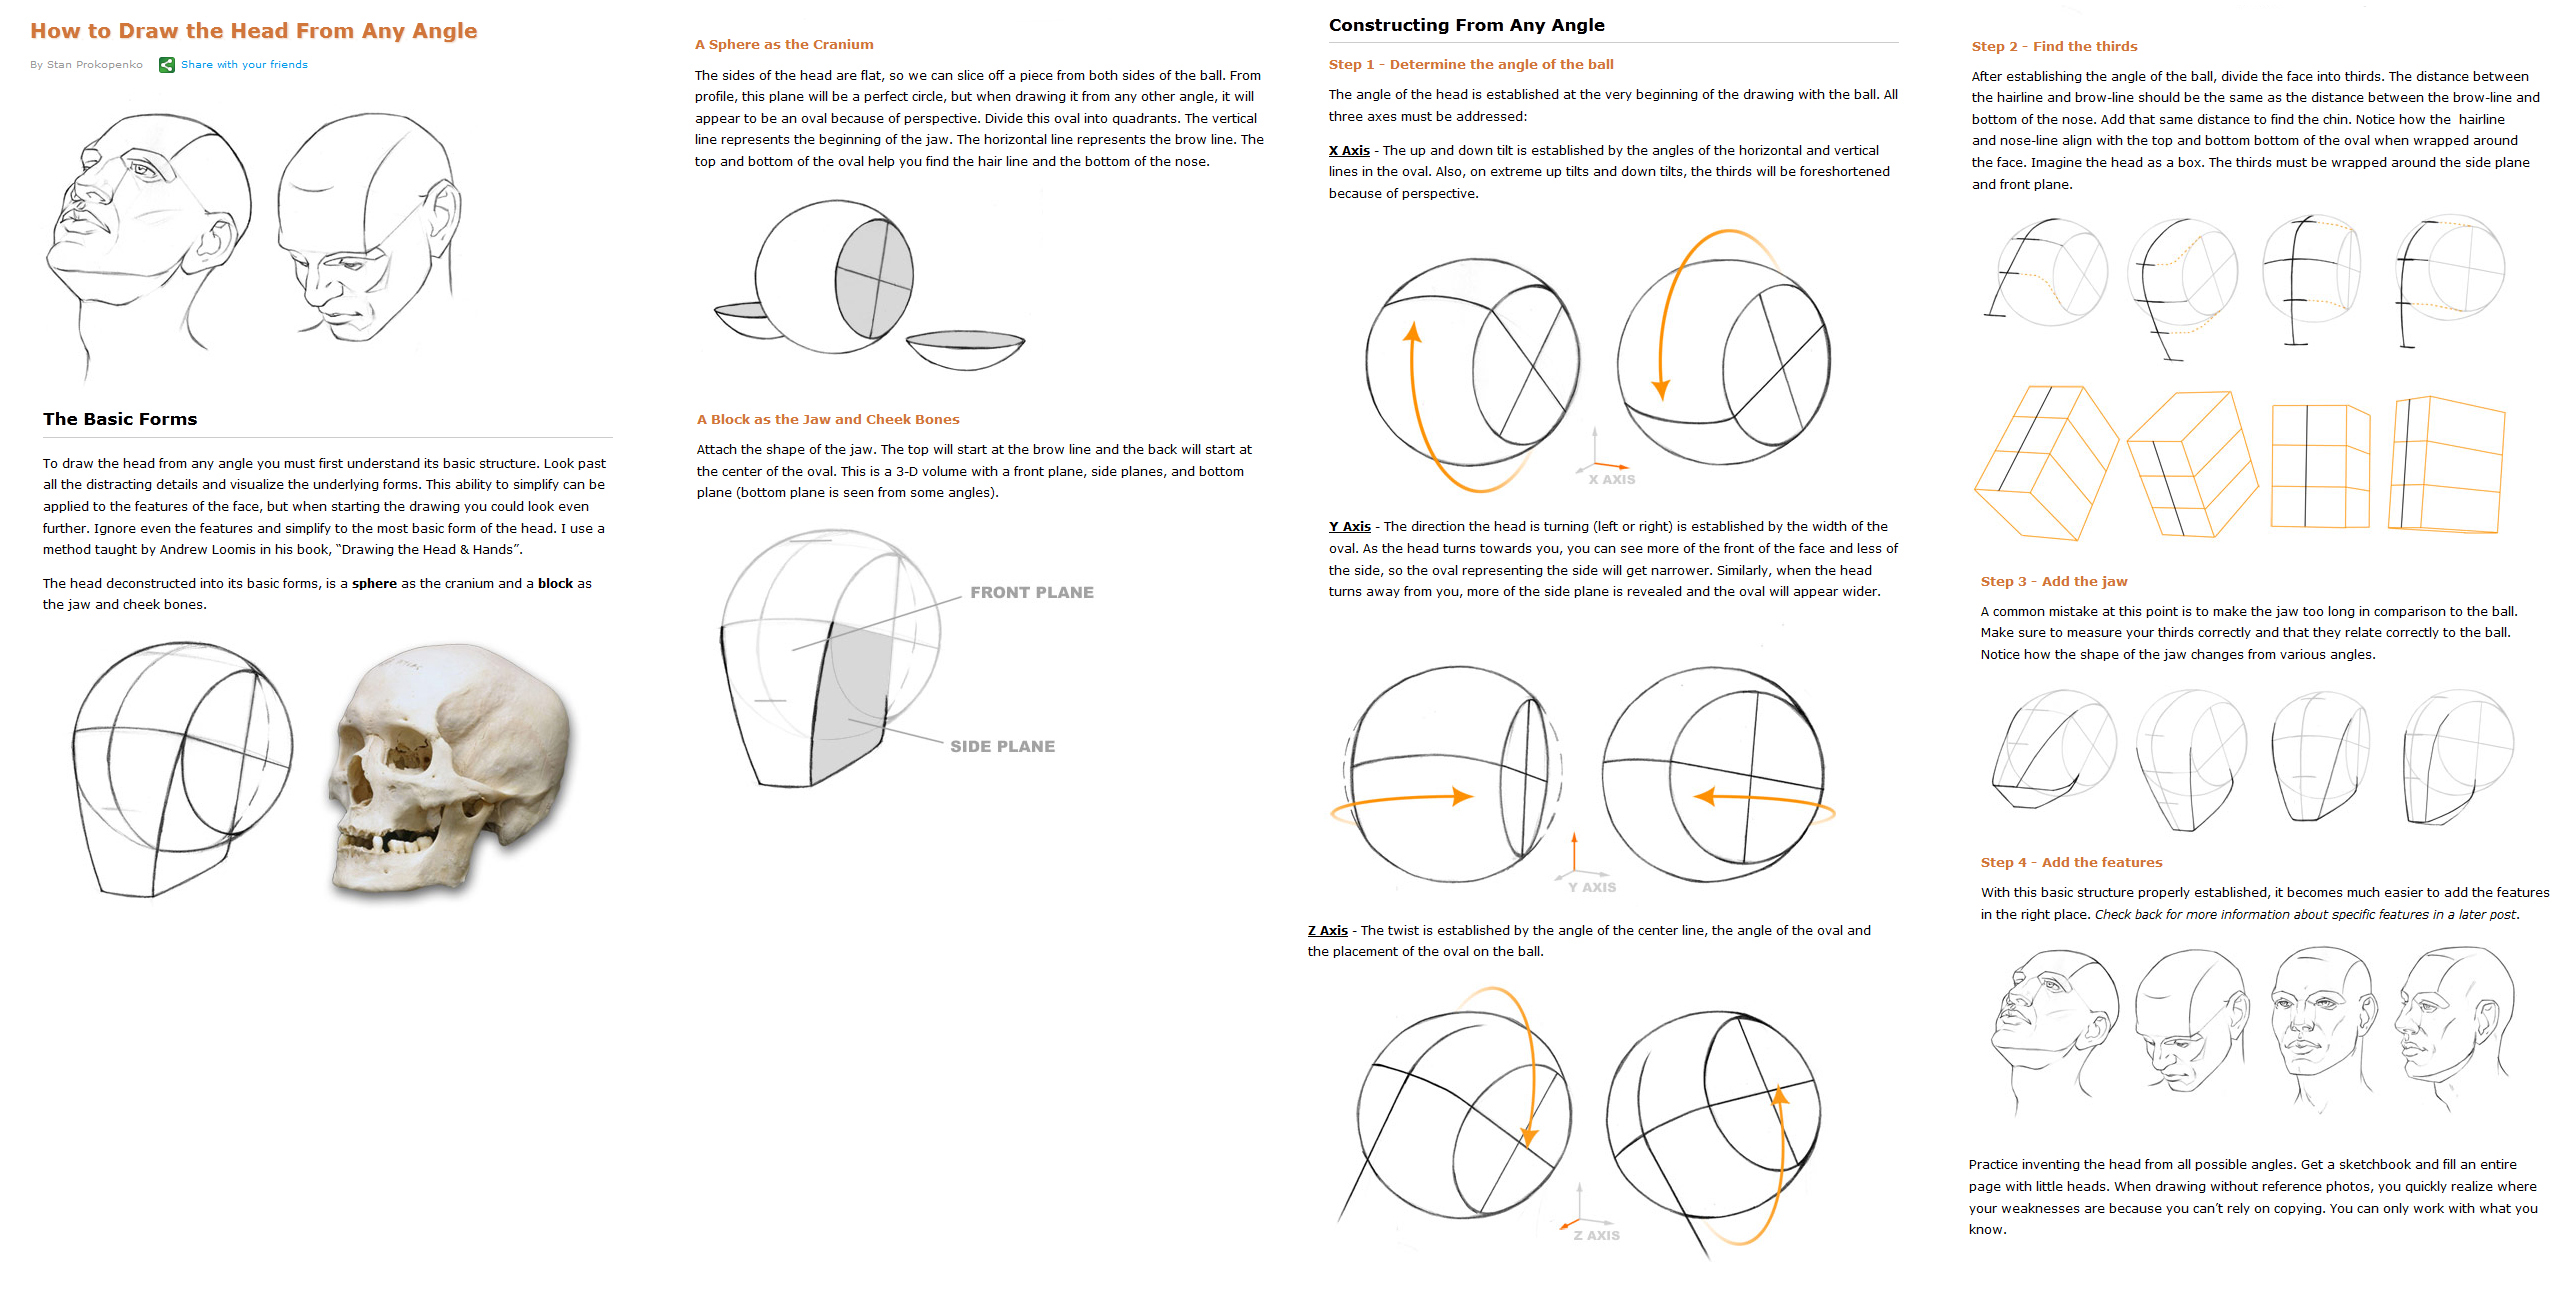 How to Draw the Head From Any Angle
By Stan Prokopenko Share with your friends
The Basic Forms
To draw the head from any angle you must first understand its basic structure. Look past
all the distracting details and visualize the underlying forms. This ability to simplify can be
applied to the features of the face, but when starting the drawing you could look even
further. Ignore even the features and simplify to the most basic form of the head. I use a
method taught by Andrew Loomis in his book, “Drawing the Head & Hands”.
The head deconstructed into its basic forms, is a sphere as the cranium and a block as
the jaw and cheek bones.
A Sphere as the Cranium
The sides of the head are flat, so we can slice off a piece from both sides of the ball. From
profile, this plane will be a perfect circle, but when drawing it from any other angle, it will
appear to be an oval because of perspective. Divide this oval into quadrants. The vertical
line represents the beginning of the jaw. The horizontal line represents the brow line. The
top and bottom of the oval help you find the hair line and the bottom of the nose.
A Block as the Jaw and Cheek Bones
Attach the shape of the jaw. The top will start at the brow line and the back will start at
the center of the oval. This is a 3-D volume with a front plane, side planes, and bottom
plane (bottom plane is seen from some angles).
FRONT PLANE
SIDE PLANE
Constructing From Any Angle
Step 1 - Determine the angle of the ball
The angle of the head is established at the very beginning of the drawing with the ball. All
three axes must be addressed:
X Axis - The up and down tilt is established by the angles of the horizontal and vertical
lines in the oval. Also, on extreme up tilts and down tilts, the thirds will be foreshortened
because of perspective.
X AXIS
Y Axis - The direction the head is turning (left or right) is established by the width of the
oval. As the head turns towards you, you can see more of the front of the face and less of
the side, so the oval representing the side will get narrower. Similarly, when the head
turns away from you, more of the side plane is revealed and the oval will appear wider.
Y AXIS
Z Axis - The twist is established by the angle of the center line, the angle of the oval and
the placement of the oval on the ball.
Z AXIS
Step 2 - Find the thirds
After establishing the angle of the ball, divide the face into thirds. The distance between
the hairline and brow-line should be the same as the distance between the brow-line and
bottom of the nose. Add that same distance to find the chin. Notice how the hairline
and nose-line align with the top and bottom bottom of the oval when wrapped around
the face. Imagine the head as a box. The thirds must be wrapped around the side plane
and front plane.
Step 3 - Add the jaw
A common mistake at this point is to make the jaw too long in comparison to the ball.
Make sure to measure your thirds correctly and that they relate correctly to the ball.
Notice how the shape of the jaw changes from various angles.
Step 4 - Add the features
With this basic structure properly established, it becomes much easier to add the features
in the right place. Check back for more information about specific features in a later post.
Practice inventing the head from all possible angles. Get a sketchbook and fill an entire
page with little heads. When drawing without reference photos, you quickly realize where
your weaknesses are because you can’t rely on copying. You can only work with what you
know.